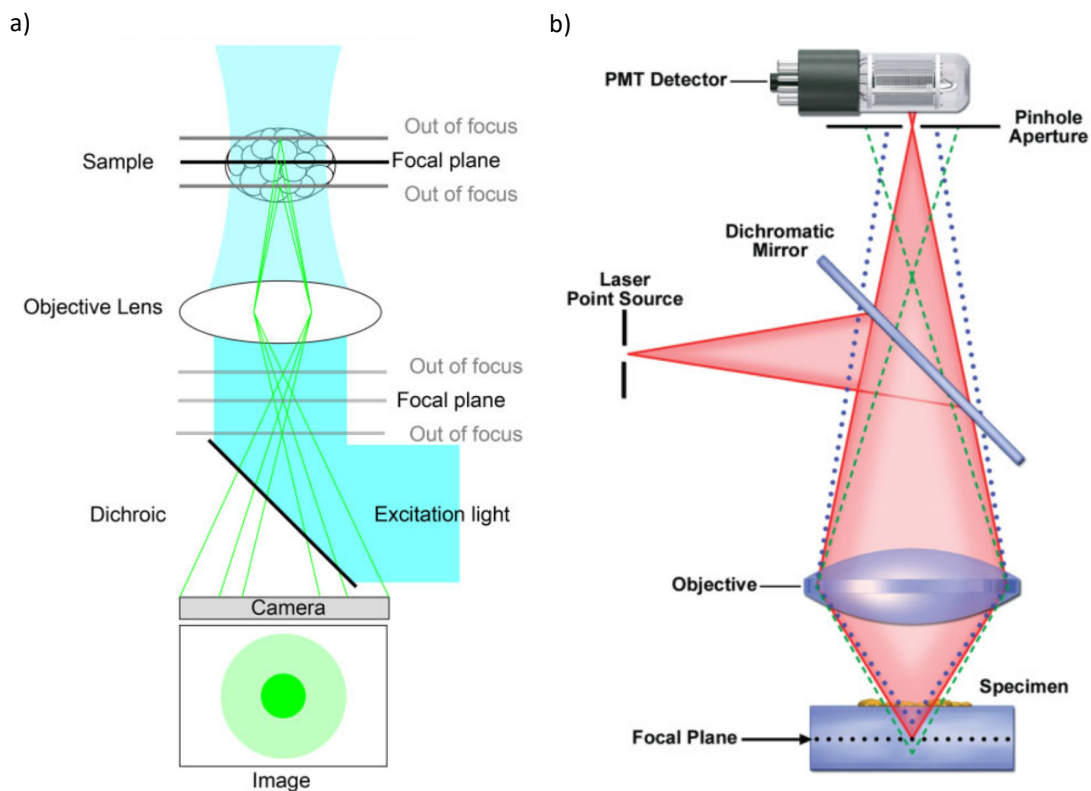 a)
Out of focus
Sample
Focal plane
Out of focus
Objective Lens
Out of focus
Focal plane
Out of focus
Dichroic
Excitation light
Camera
Image
b)
PMT Detector
Pinhole
Aperture
Dichromatic
Mirror
Laser
Point Source
Objective
Specimen
Focal Plane